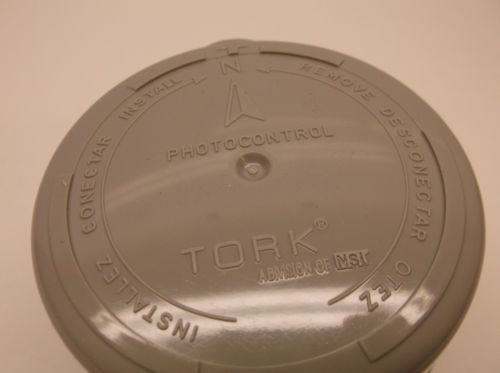 N
INSTALL CONECTAR INSTALLEZ
REMOVE DESCONECTAR OTEZ
PHOTOCONTROL
TORK®
A DIVISION OF NSI